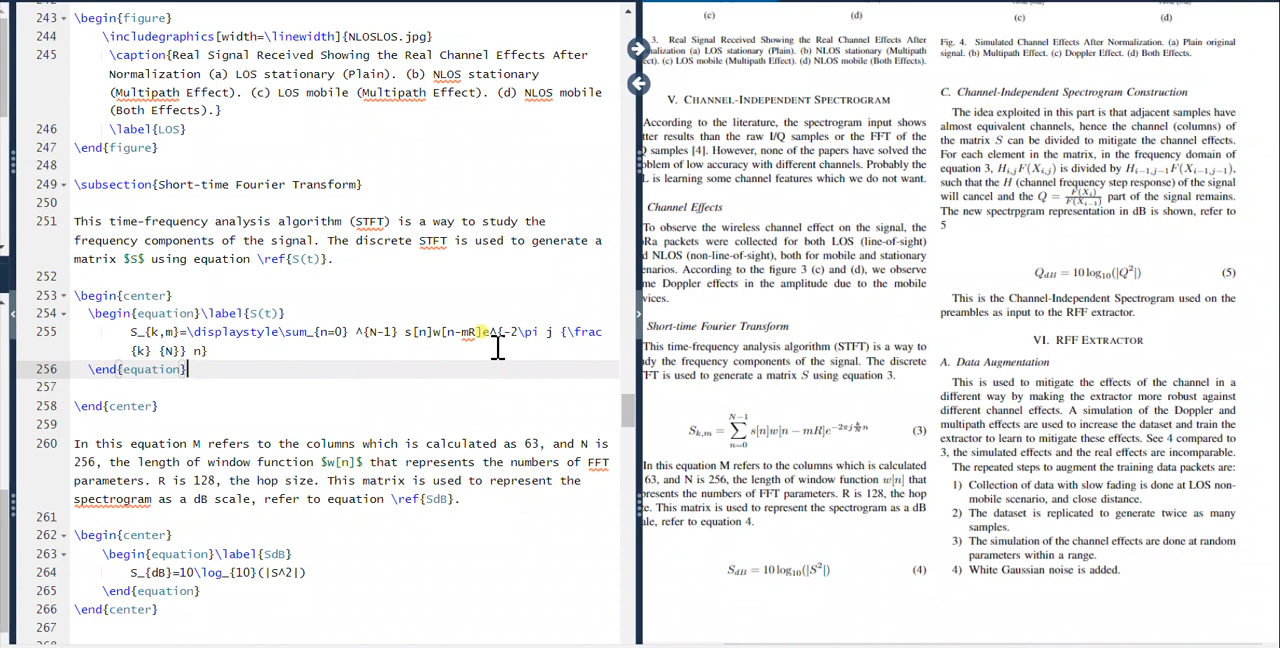 243 \begin{figure}
244 \includegraphics[width=\linewidth]{NLOSLOS.jpg}
245 \caption{Real Signal Received Showing the Real Channel Effects After
Normalization (a) LOS stationary (Plain). (b) NLOS stationary
(Multipath Effect). (c) LOS mobile (Multipath Effect). (d) NLOS mobile
(Both Effects).}
246 \label{LOS}
247 \end{figure}
248
249 \subsection{Short-time Fourier Transform}
250
251 This time-frequency analysis algorithm (STFT) is a way to study the
frequency components of the signal. The discrete STFT is used to generate a
matrix $S$ using equation \ref{S(t)}.
252
253 \begin{center}
254 \begin{equation}\label{S(t)}
255 S_{k,m}=\displaystyle\sum_{n=0} ^{N-1} s[n]w[n-mR]e^{-2\pi j {\frac
{k} {N}} n}
256 \end{equation}
257
258 \end{center}
259
260 In this equation M refers to the columns which is calculated as 63, and N is
256, the length of window function $w[n]$ that represents the numbers of FFT
parameters. R is 128, the hop size. This matrix is used to represent the
spectrogram as a dB scale, refer to equation \ref{SdB}.
261
262 \begin{center}
263 \begin{equation}\label{SdB}
264 S_{dB}=10\log_{10}(|S^2|)
265 \end{equation}
266 \end{center}
267
(c) (d)
3. Real Signal Received Showing the Real Channel Effects After
nalization (a) LOS stationary (Plain). (b) NLOS stationary (Multipath
ect). (c) LOS mobile (Multipath Effect). (d) NLOS mobile (Both Effects).
V. CHANNEL-INDEPENDENT SPECTROGRAM
According to the literature, the spectrogram input shows
tter results than the raw I/Q samples or the FFT of the
Q samples [4]. However, none of the papers have solved the
oblem of low accuracy with different channels. Probably the
L is learning some channel features which we do not want.
Channel Effects
To observe the wireless channel effect on the signal, the
Ra packets were collected for both LOS (line-of-sight)
d NLOS (non-line-of-sight), both for mobile and stationary
enarios. According to the figure 3 (c) and (d), we observe
me Doppler effects in the amplitude due to the mobile
vices.
Short-time Fourier Transform
This time-frequency analysis algorithm (STFT) is a way to
dy the frequency components of the signal. The discrete
FT is used to generate a matrix S using equation 3.
S_{k,m} = \sum_{n=0}^{N-1} s[n]w[n − mR]e^{−2πj\frac{k}{N}n} (3)
In this equation M refers to the columns which is calculated
63, and N is 256, the length of window function w[n] that
presents the numbers of FFT parameters. R is 128, the hop
e. This matrix is used to represent the spectrogram as a dB
ale, refer to equation 4.
S_{dB} = 10 log_{10}(|S^2|) (4)
(c) (d)
Fig. 4. Simulated Channel Effects After Normalization. (a) Plain original
signal. (b) Multipath Effect. (c) Doppler Effect. (d) Both Effects.
C. Channel-Independent Spectrogram Construction
The idea exploited in this part is that adjacent samples have
almost equivalent channels, hence the channel (columns) of
the matrix S can be divided to mitigate the channel effects.
For each element in the matrix, in the frequency domain of
equation 3, H_{i,j}F(X_{i,j}) is divided by H_{i−1,j−1}F(X_{i−1,j−1}),
such that the H (channel frequency step response) of the signal
will cancel and the Q = \frac{F(X_i)}{F(X_{i−1})} part of the signal remains.
The new spectrpgram representation in dB is shown, refer to
5
Q_{dB} = 10 log_{10}(|Q^2|) (5)
This is the Channel-Independent Spectrogram used on the
preambles as input to the RFF extractor.
VI. RFF EXTRACTOR
A. Data Augmentation
This is used to mitigate the effects of the channel in a
different way by making the extractor more robust against
different channel effects. A simulation of the Doppler and
multipath effects are used to increase the dataset and train the
extractor to learn to mitigate these effects. See 4 compared to
3, the simulated effects and the real effects are incomparable.
The repeated steps to augment the training data packets are:
1) Collection of data with slow fading is done at LOS non-
mobile scenario, and close distance.
2) The dataset is replicated to generate twice as many
samples.
3) The simulation of the channel effects are done at random
parameters within a range.
4) White Gaussian noise is added.